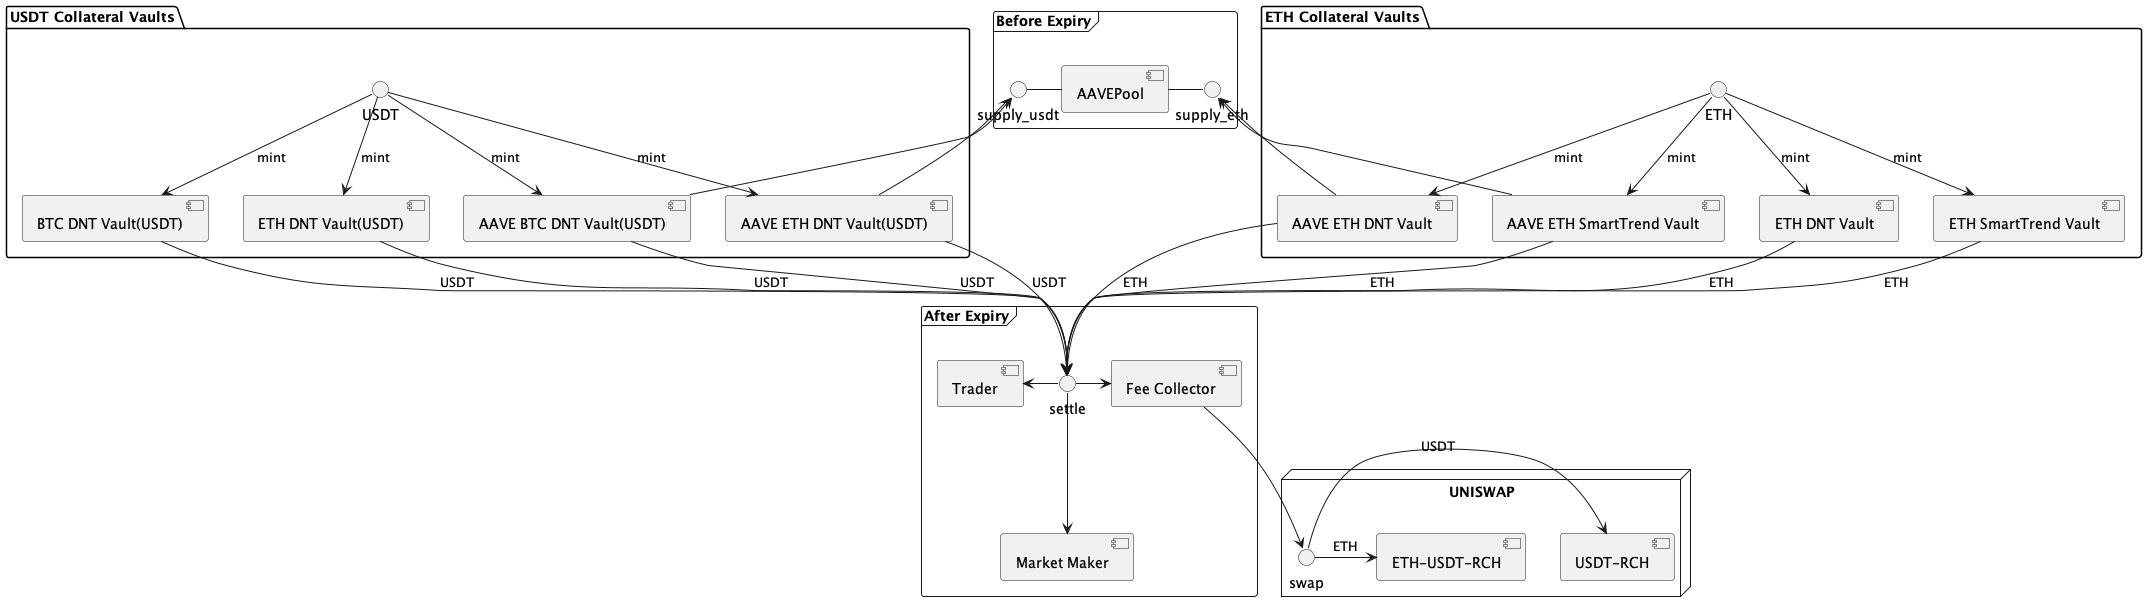 USDT Collateral Vaults
Before Expiry
ETH Collateral Vaults
AAVEPool
USDT
supply_usdt
supply_eth
ETH
mint
mint
mint
mint
mint
mint
mint
mint
BTC DNT Vault(USDT)
ETH DNT Vault(USDT)
AAVE BTC DNT Vault(USDT)
AAVE ETH DNT Vault(USDT)
AAVE ETH DNT Vault
AAVE ETH SmartTrend Vault
ETH DNT Vault
ETH SmartTrend Vault
USDT
USDT
USDT
USDT
ETH
ETH
ETH
ETH
After Expiry
Trader
settle
Fee Collector
USDT
UNISWAP
Market Maker
swap
ETH
ETH-USDT-RCH
USDT-RCH